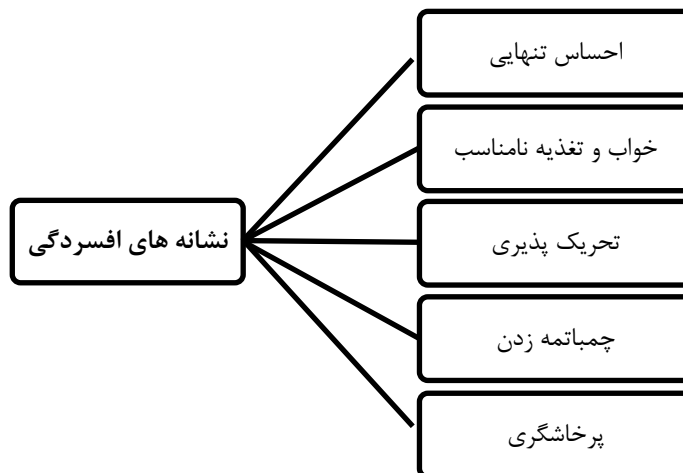 نشانه های افسردگی
احساس تنهایی
خواب و تغذیه نامناسب
تحریک پذیری
چمباتمه زدن
پرخاشگری